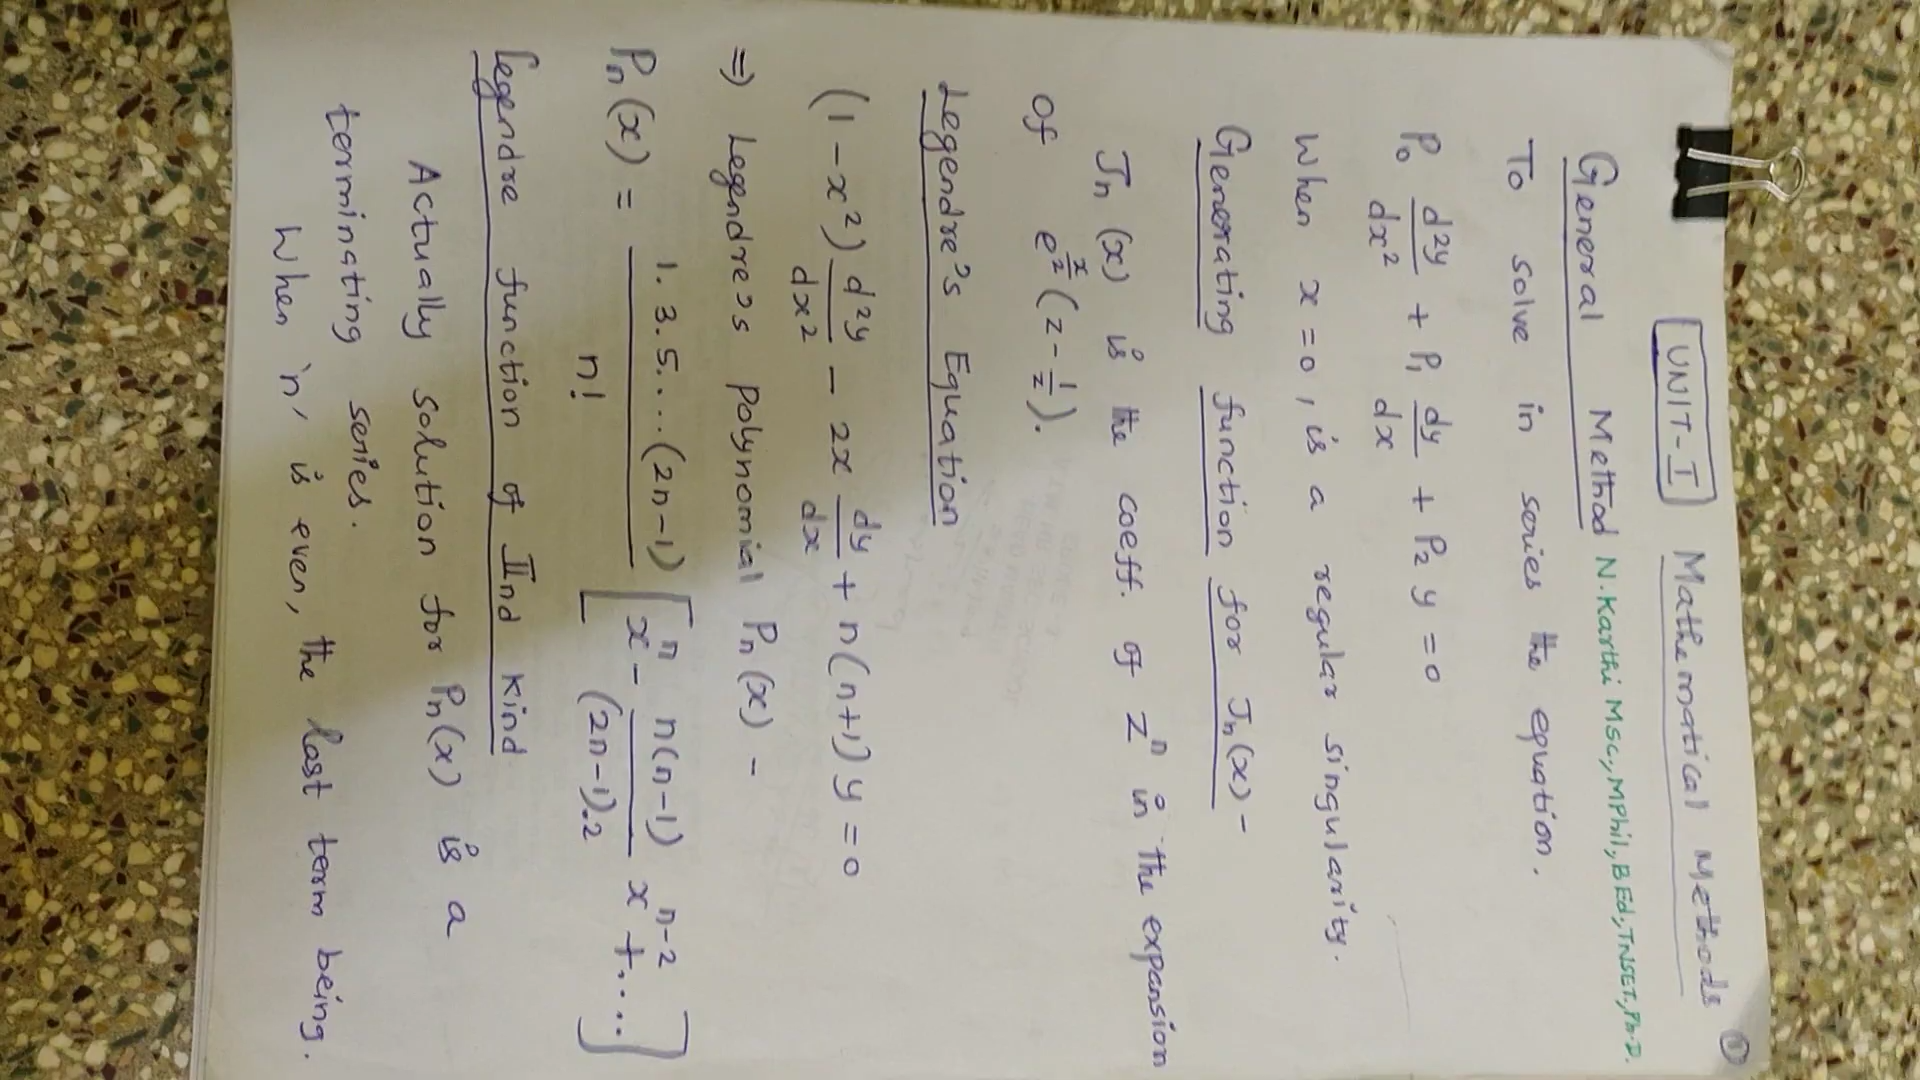 ①
UNIT-I Mathematical Methods
General Method N. Karthi Msc., MPhil., BEd., TNSET., Ph.D.
To solve in series the equation.
P₀ d²y/dx² + P₁ dy/dx + P₂ y = 0
When x = 0, is a regular singularity.
Generating function for Jₙ(x) -
Jₙ(x) is the coeff. of zⁿ in the expansion
of e^(x/2)(z - 1/z).
Legendre's Equation
(1 - x²) d²y/dx² - 2x dy/dx + n(n+1) y = 0
⇒ Legendre's polynomial Pₙ(x) -
Pₙ(x) = 1.3.5....(2n-1)/n! [xⁿ - n(n-1)/(2n-1).2 xⁿ⁻² + ....]
Legendre function of IInd kind
Actually solution for Pₙ(x) is a
terminating series.
When 'n' is even, the last term being.